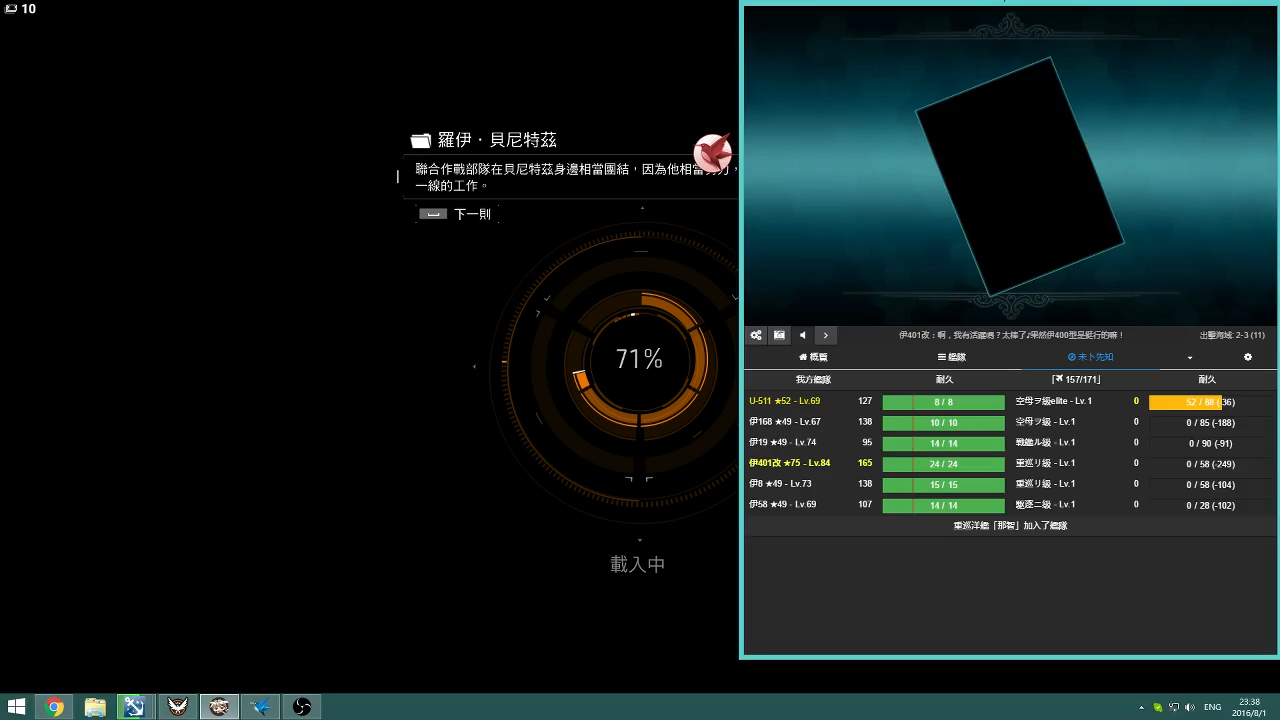 10
羅伊·貝尼特茲
聯合作戰部隊在貝尼特茲身邊相當團結,因為他相當努力,
一線的工作。
下一則
71%
載入中
伊401改:啊,我有活躍嗎?太棒了♪果然伊400型是挺行的嘛!
出擊海域: 2-3 (11)
概覽
艦隊
未卜先知
我方艦隊 耐久 [157/171] 耐久
U-511 ★52 - Lv.69 127 8 / 8 空母ヲ級elite - Lv.1 0 52 / 88 (-36)
伊168 ★49 - Lv.67 138 10 / 10 空母ヲ級 - Lv.1 0 0 / 85 (-188)
伊19 ★49 - Lv.74 95 14 / 14 戰艦ル級 - Lv.1 0 0 / 90 (-91)
伊401改 ★75 - Lv.84 165 24 / 24 重巡リ級 - Lv.1 0 0 / 58 (-249)
伊8 ★49 - Lv.73 138 15 / 15 重巡リ級 - Lv.1 0 0 / 58 (-104)
伊58 ★49 - Lv.69 107 14 / 14 駆逐ニ級 - Lv.1 0 0 / 28 (-102)
重巡洋艦「那智」加入了艦隊
ENG
23:38
2016/8/1